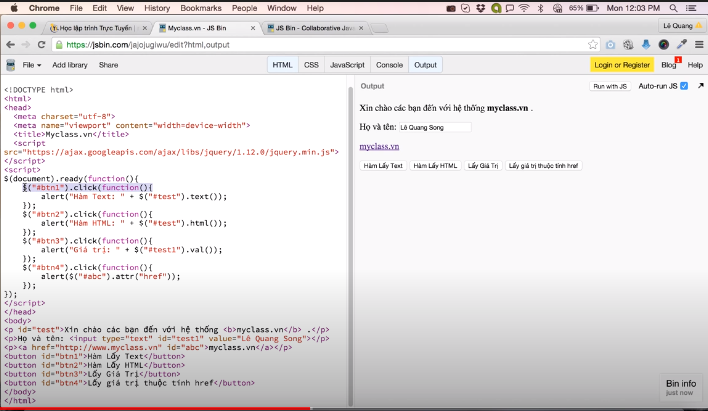 Chrome File Edit View History Bookmarks People Window Help 65% Mon 12:03 PM
Học lập trình Trực Tuyến | Myclass.vn - JS Bin JS Bin - Collaborative Jav Lê Quang
https://jsbin.com/jajojugiwu/edit?html,output
File Add library Share HTML CSS JavaScript Console Output Login or Register Blog 1 Help
<!DOCTYPE html>
<html>
<head>
<meta charset="utf-8">
<meta name="viewport" content="width=device-width">
<title>Myclass.vn</title>
<script
src="https://ajax.googleapis.com/ajax/libs/jquery/1.12.0/jquery.min.js">
</script>
<script>
$(document).ready(function(){
$("#btn1").click(function(){
alert("Hàm Text: " + $("#test").text());
});
$("#btn2").click(function(){
alert("Hàm HTML: " + $("#test").html());
});
$("#btn3").click(function(){
alert("Giá trị: " + $("#test1").val());
});
$("#btn4").click(function(){
alert($("#abc").attr("href"));
});
});
</script>
</head>
<body>
<p id="test">Xin chào các bạn đến với hệ thống <b>myclass.vn</b> .</p>
<p>Họ và tên: <input type="text" id="test1" value="Lê Quang Song"></p>
<p><a href="http://www.myclass.vn" id="abc">myclass.vn</a></p>
<button id="btn1">Hàm Lấy Text</button>
<button id="btn2">Hàm Lấy HTML</button>
<button id="btn3">Lấy Giá Trị</button>
<button id="btn4">Lấy giá trị thuộc tính href</button>
</body>
</html>
Output Run with JS Auto-run JS
Xin chào các bạn đến với hệ thống myclass.vn .
Họ và tên: Lê Quang Song
myclass.vn
Hàm Lấy Text Hàm Lấy HTML Lấy Giá Trị Lấy giá trị thuộc tính href
Bin info
just now